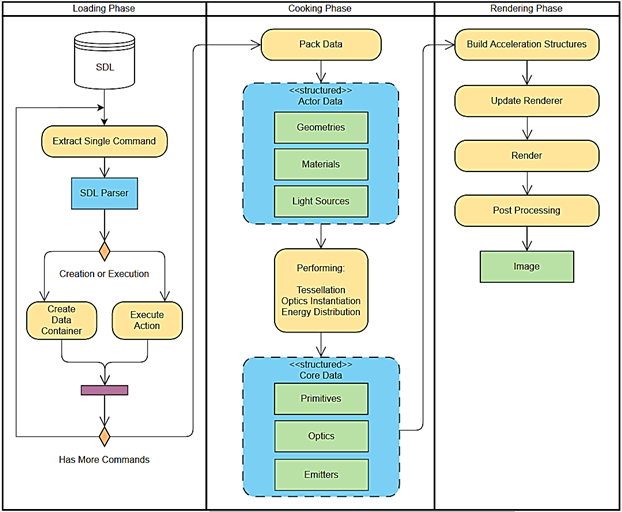 Loading Phase
Cooking Phase
Rendering Phase
SDL
Extract Single Command
SDL Parser
Creation or Execution
Create
Data
Container
Execute
Action
Has More Commands
Pack Data
<<structured>>
Actor Data
Geometries
Materials
Light Sources
Performing:
Tessellation
Optics Instantiation
Energy Distribution
<<structured>>
Core Data
Primitives
Optics
Emitters
Build Acceleration Structures
Update Renderer
Render
Post Processing
Image